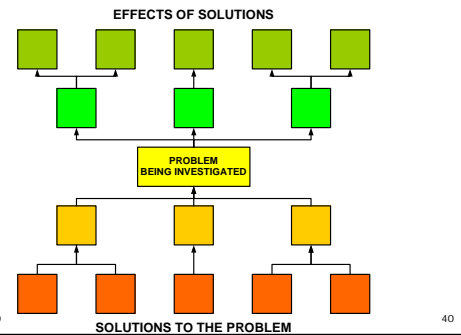 EFFECTS OF SOLUTIONS
PROBLEM
BEING INVESTIGATED
SOLUTIONS TO THE PROBLEM
40